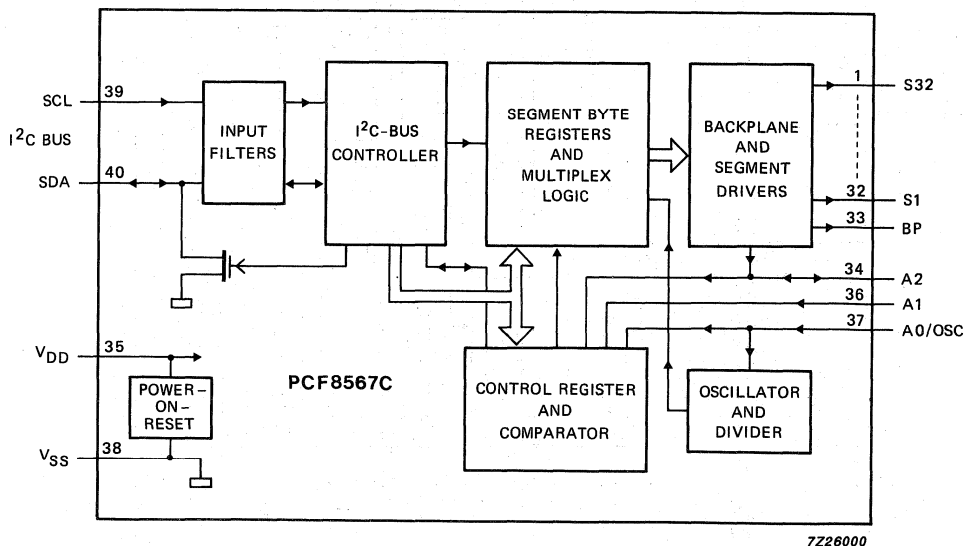 SCL 39
I²C BUS
SDA 40
INPUT
FILTERS
I²C-BUS
CONTROLLER
SEGMENT BYTE
REGISTERS
AND
MULTIPLEX
LOGIC
BACKPLANE
AND
SEGMENT
DRIVERS
1 S32
32 S1
33 BP
34 A2
36 A1
37 A0/OSC
VDD 35
POWER-
ON-
RESET
VSS 38
PCF8567C
CONTROL REGISTER
AND
COMPARATOR
OSCILLATOR
AND
DIVIDER
7Z26000